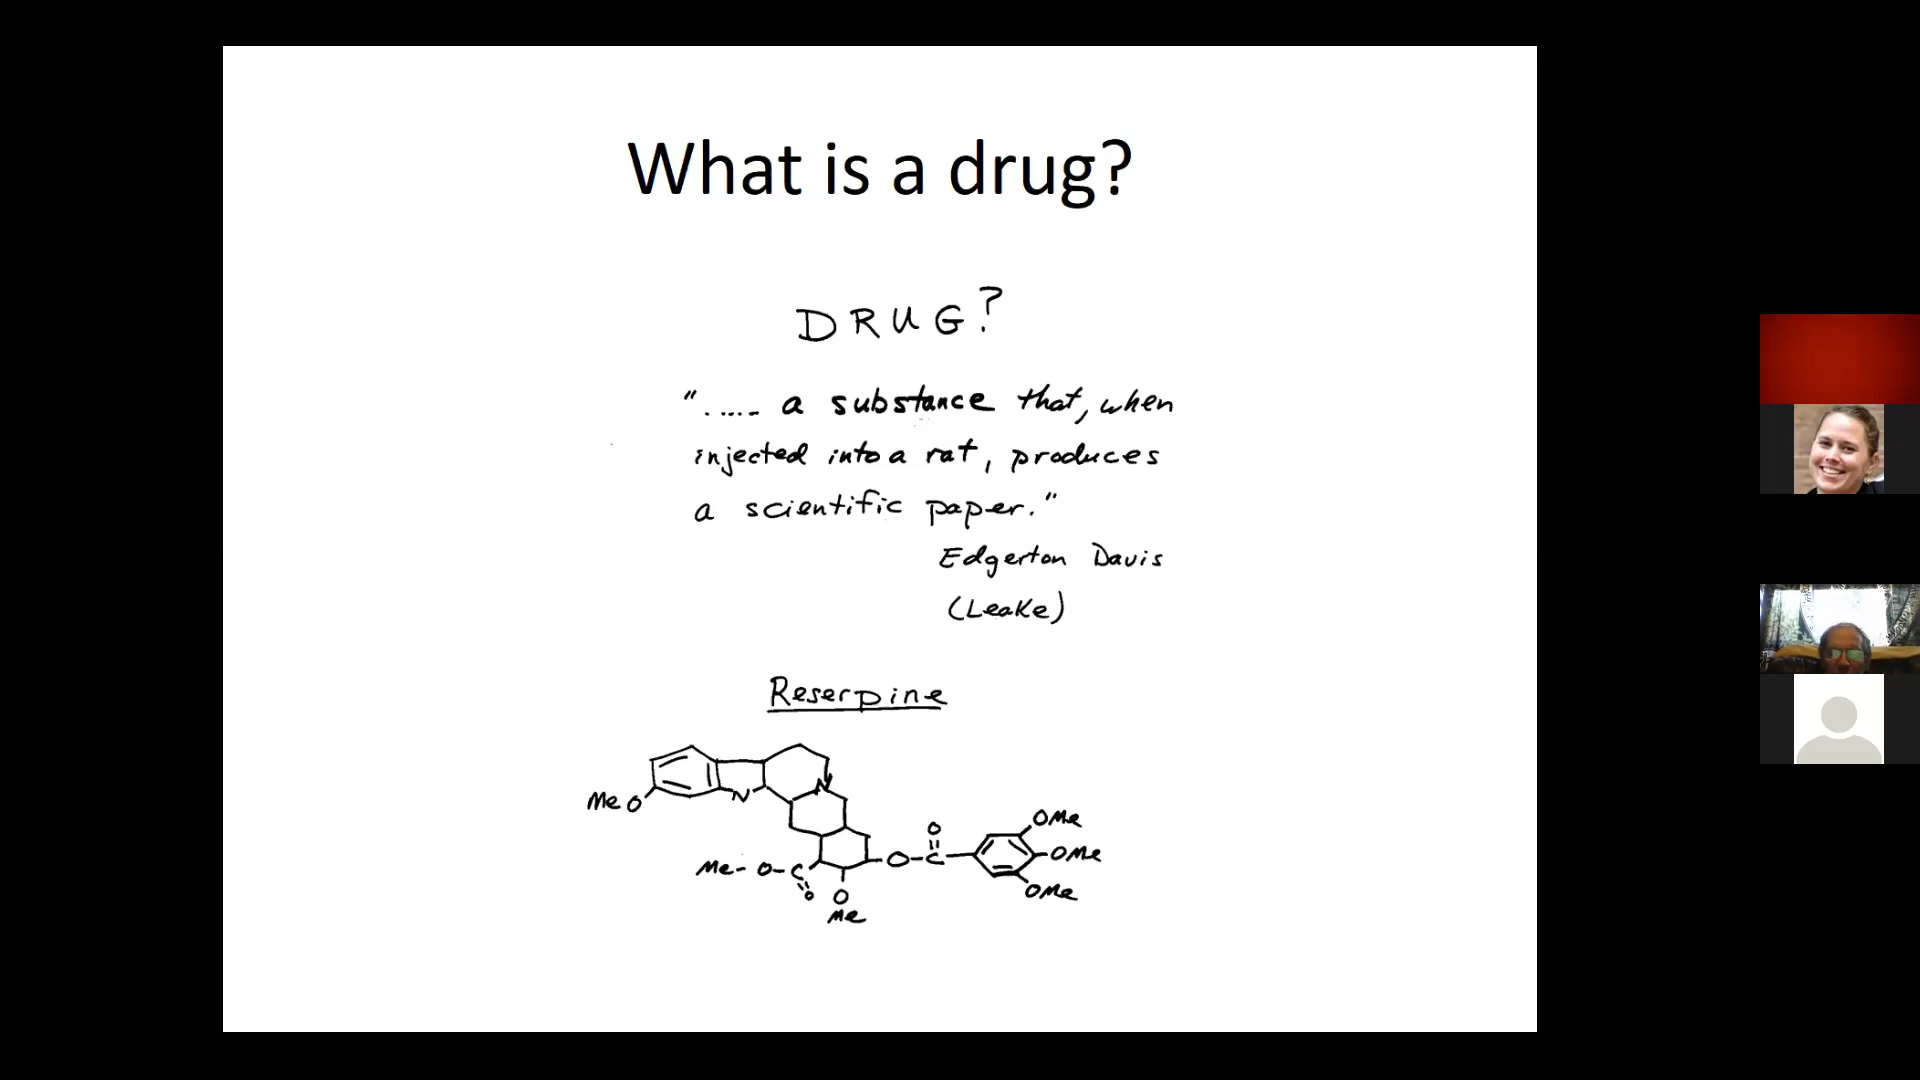 What is a drug?
DRUG?
"..... a substance that, when
injected into a rat, produces
a scientific paper."
Edgerton Davis
(Leake)
Reserpine
MeO
N
N
Me-O-C
O
O
Me
O-C
O
OMe
OMe
OMe